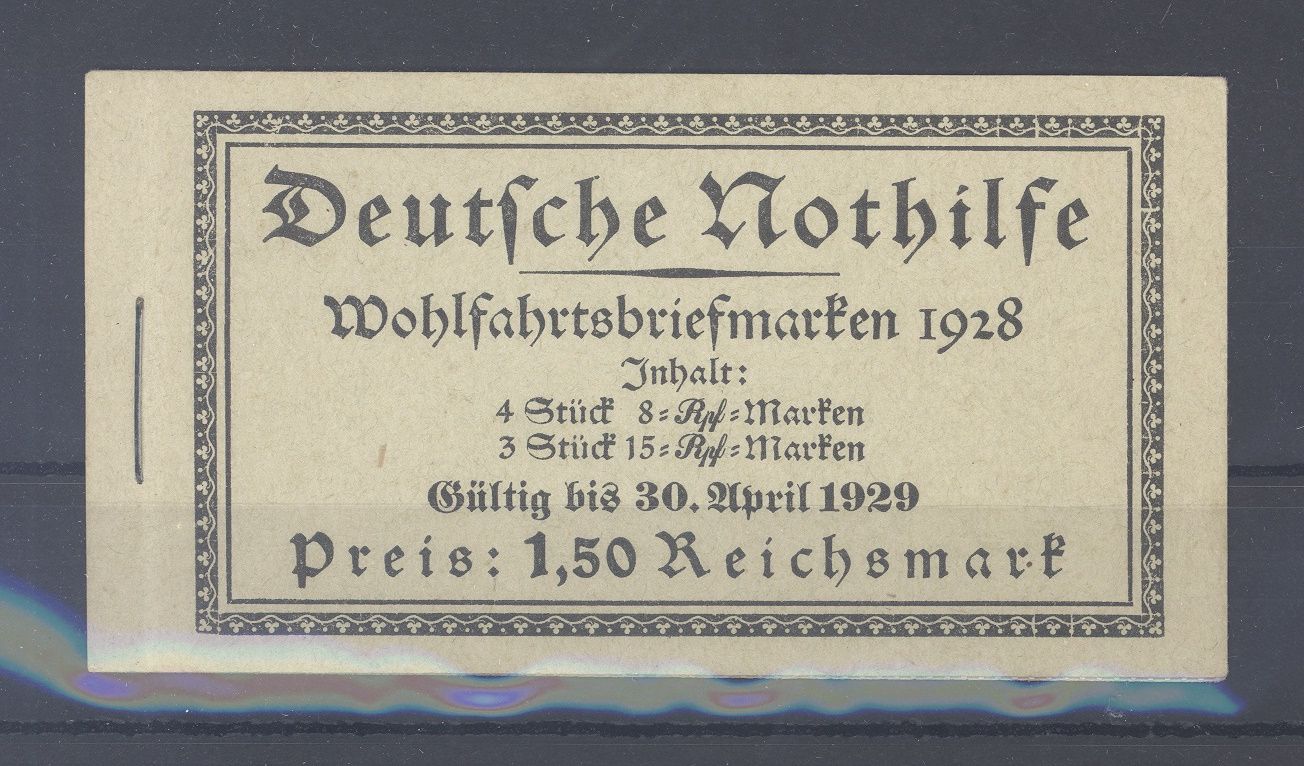 Deutsche Nothilfe
Wohlfahrtsbriefmarken 1928
Inhalt:
4 Stück 8=Rpf=Marken
3 Stück 15=Rpf=Marken
Gültig bis 30. April 1929
Preis: 1,50 Reichsmark